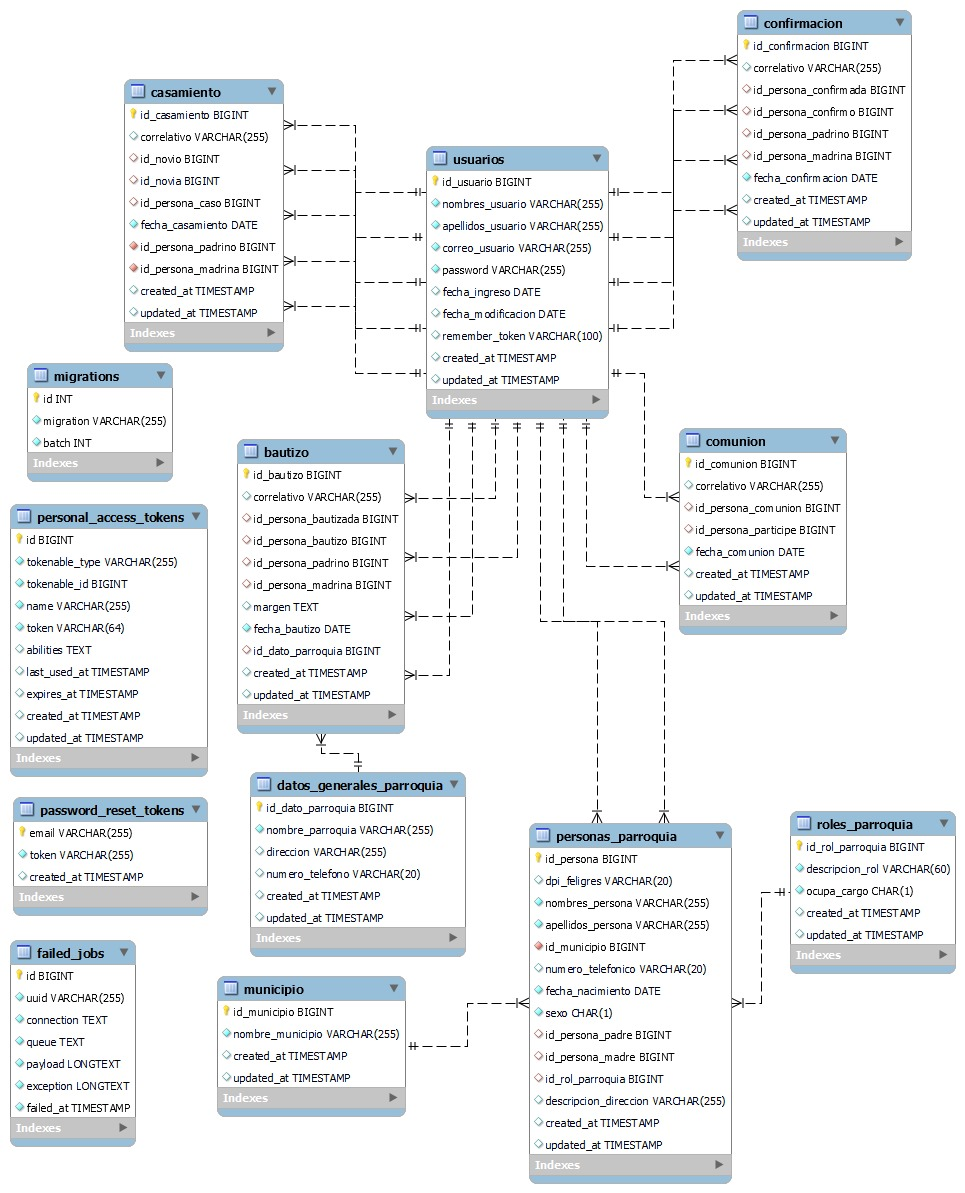 confirmacion
id_confirmacion BIGINT
correlativo VARCHAR(255)
id_persona_confirmada BIGINT
id_persona_confirmo BIGINT
id_persona_padrino BIGINT
id_persona_madrina BIGINT
fecha_confirmacion DATE
created_at TIMESTAMP
updated_at TIMESTAMP
Indexes
casamiento
id_casamiento BIGINT
correlativo VARCHAR(255)
id_novio BIGINT
id_novia BIGINT
id_persona_caso BIGINT
fecha_casamiento DATE
id_persona_padrino BIGINT
id_persona_madrina BIGINT
created_at TIMESTAMP
updated_at TIMESTAMP
Indexes
usuarios
id_usuario BIGINT
nombres_usuario VARCHAR(255)
apellidos_usuario VARCHAR(255)
correo_usuario VARCHAR(255)
password VARCHAR(255)
fecha_ingreso DATE
fecha_modificacion DATE
remember_token VARCHAR(100)
created_at TIMESTAMP
updated_at TIMESTAMP
Indexes
migrations
id INT
migration VARCHAR(255)
batch INT
Indexes
bautizo
id_bautizo BIGINT
correlativo VARCHAR(255)
id_persona_bautizada BIGINT
id_persona_bautizo BIGINT
id_persona_padrino BIGINT
id_persona_madrina BIGINT
margen TEXT
fecha_bautizo DATE
id_dato_parroquia BIGINT
created_at TIMESTAMP
updated_at TIMESTAMP
Indexes
comunion
id_comunion BIGINT
correlativo VARCHAR(255)
id_persona_comunion BIGINT
id_persona_participe BIGINT
fecha_comunion DATE
created_at TIMESTAMP
updated_at TIMESTAMP
Indexes
personal_access_tokens
id BIGINT
tokenable_type VARCHAR(255)
tokenable_id BIGINT
name VARCHAR(255)
token VARCHAR(64)
abilities TEXT
last_used_at TIMESTAMP
expires_at TIMESTAMP
created_at TIMESTAMP
updated_at TIMESTAMP
Indexes
datos_generales_parroquia
id_dato_parroquia BIGINT
nombre_parroquia VARCHAR(255)
direccion VARCHAR(255)
numero_telefono VARCHAR(20)
created_at TIMESTAMP
updated_at TIMESTAMP
Indexes
password_reset_tokens
email VARCHAR(255)
token VARCHAR(255)
created_at TIMESTAMP
Indexes
personas_parroquia
id_persona BIGINT
dpi_feligres VARCHAR(20)
nombres_persona VARCHAR(255)
apellidos_persona VARCHAR(255)
id_municipio BIGINT
numero_telefonico VARCHAR(20)
fecha_nacimiento DATE
sexo CHAR(1)
id_persona_padre BIGINT
id_persona_madre BIGINT
id_rol_parroquia BIGINT
descripcion_direccion VARCHAR(255)
created_at TIMESTAMP
updated_at TIMESTAMP
Indexes
roles_parroquia
id_rol_parroquia BIGINT
descripcion_rol VARCHAR(60)
ocupa_cargo CHAR(1)
created_at TIMESTAMP
updated_at TIMESTAMP
Indexes
failed_jobs
id BIGINT
uuid VARCHAR(255)
connection TEXT
queue TEXT
payload LONGTEXT
exception LONGTEXT
failed_at TIMESTAMP
Indexes
municipio
id_municipio BIGINT
nombre_municipio VARCHAR(255)
created_at TIMESTAMP
updated_at TIMESTAMP
Indexes